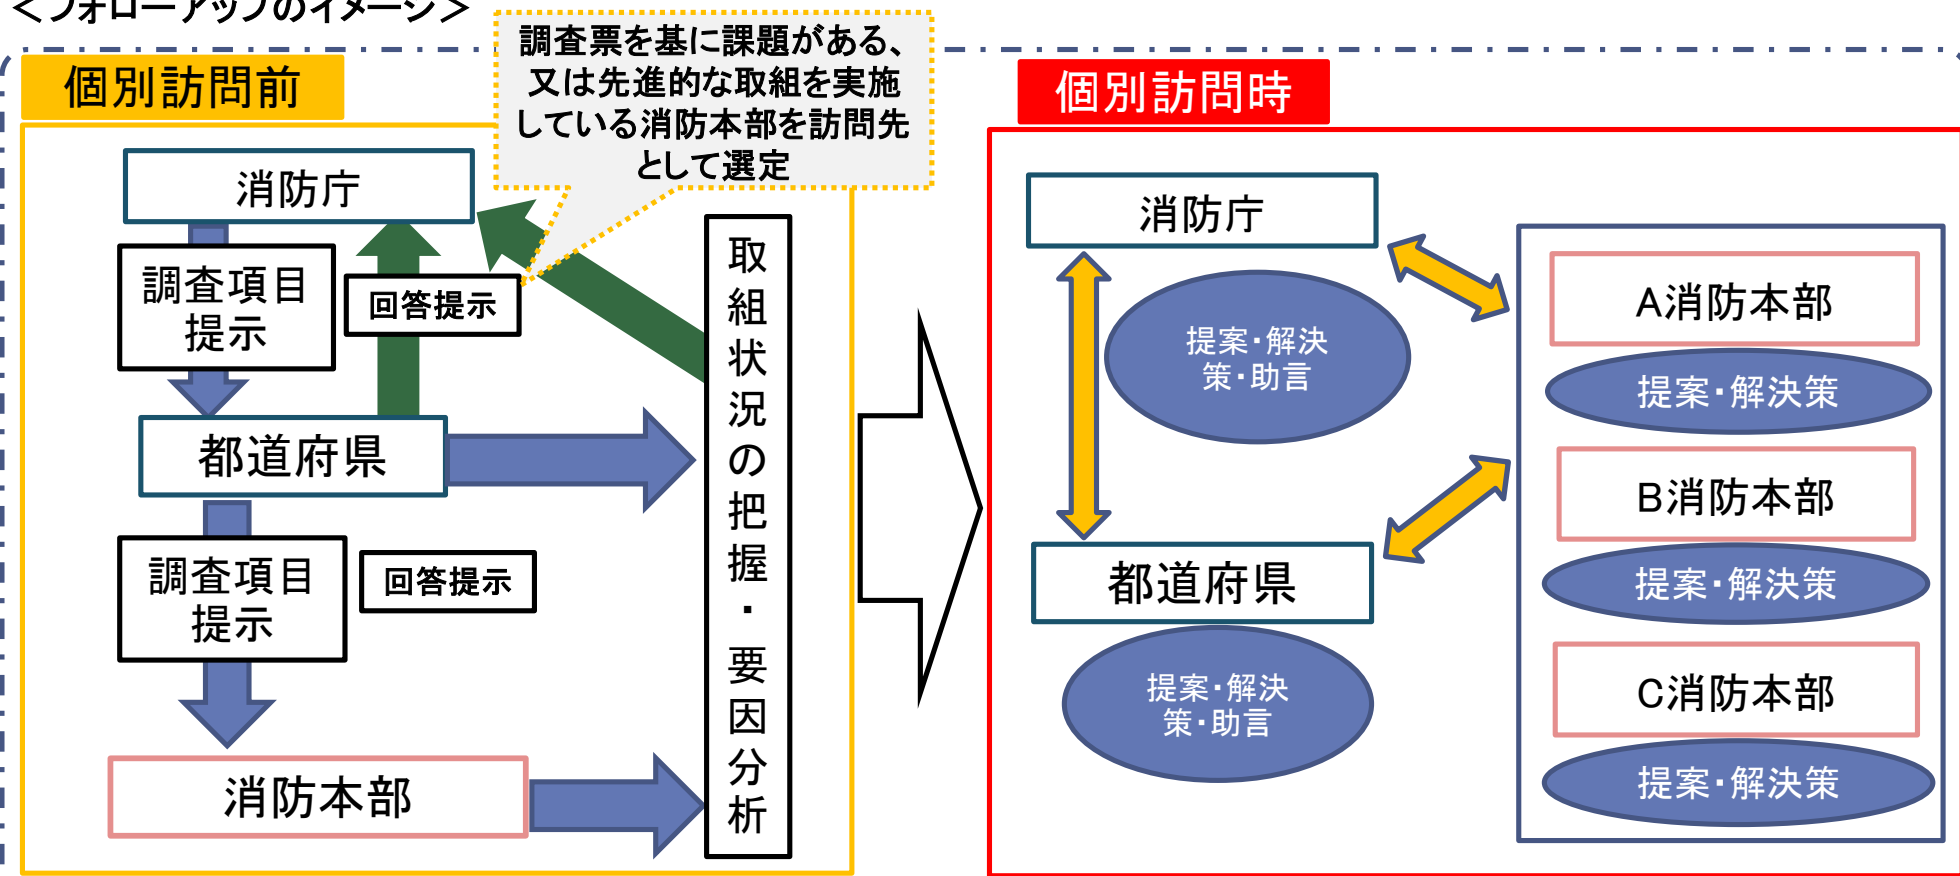 ＜フォローアップのイメージ＞
個別訪問前
調査票を基に課題がある、
又は先進的な取組を実施
している消防本部を訪問先
として選定
消防庁
調査項目
提示
回答提示
都道府県
調査項目
提示
回答提示
消防本部
取組状況の把握・要因分析
個別訪問時
消防庁
提案・解決
策・助言
都道府県
提案・解決
策・助言
A消防本部
提案・解決策
B消防本部
提案・解決策
C消防本部
提案・解決策